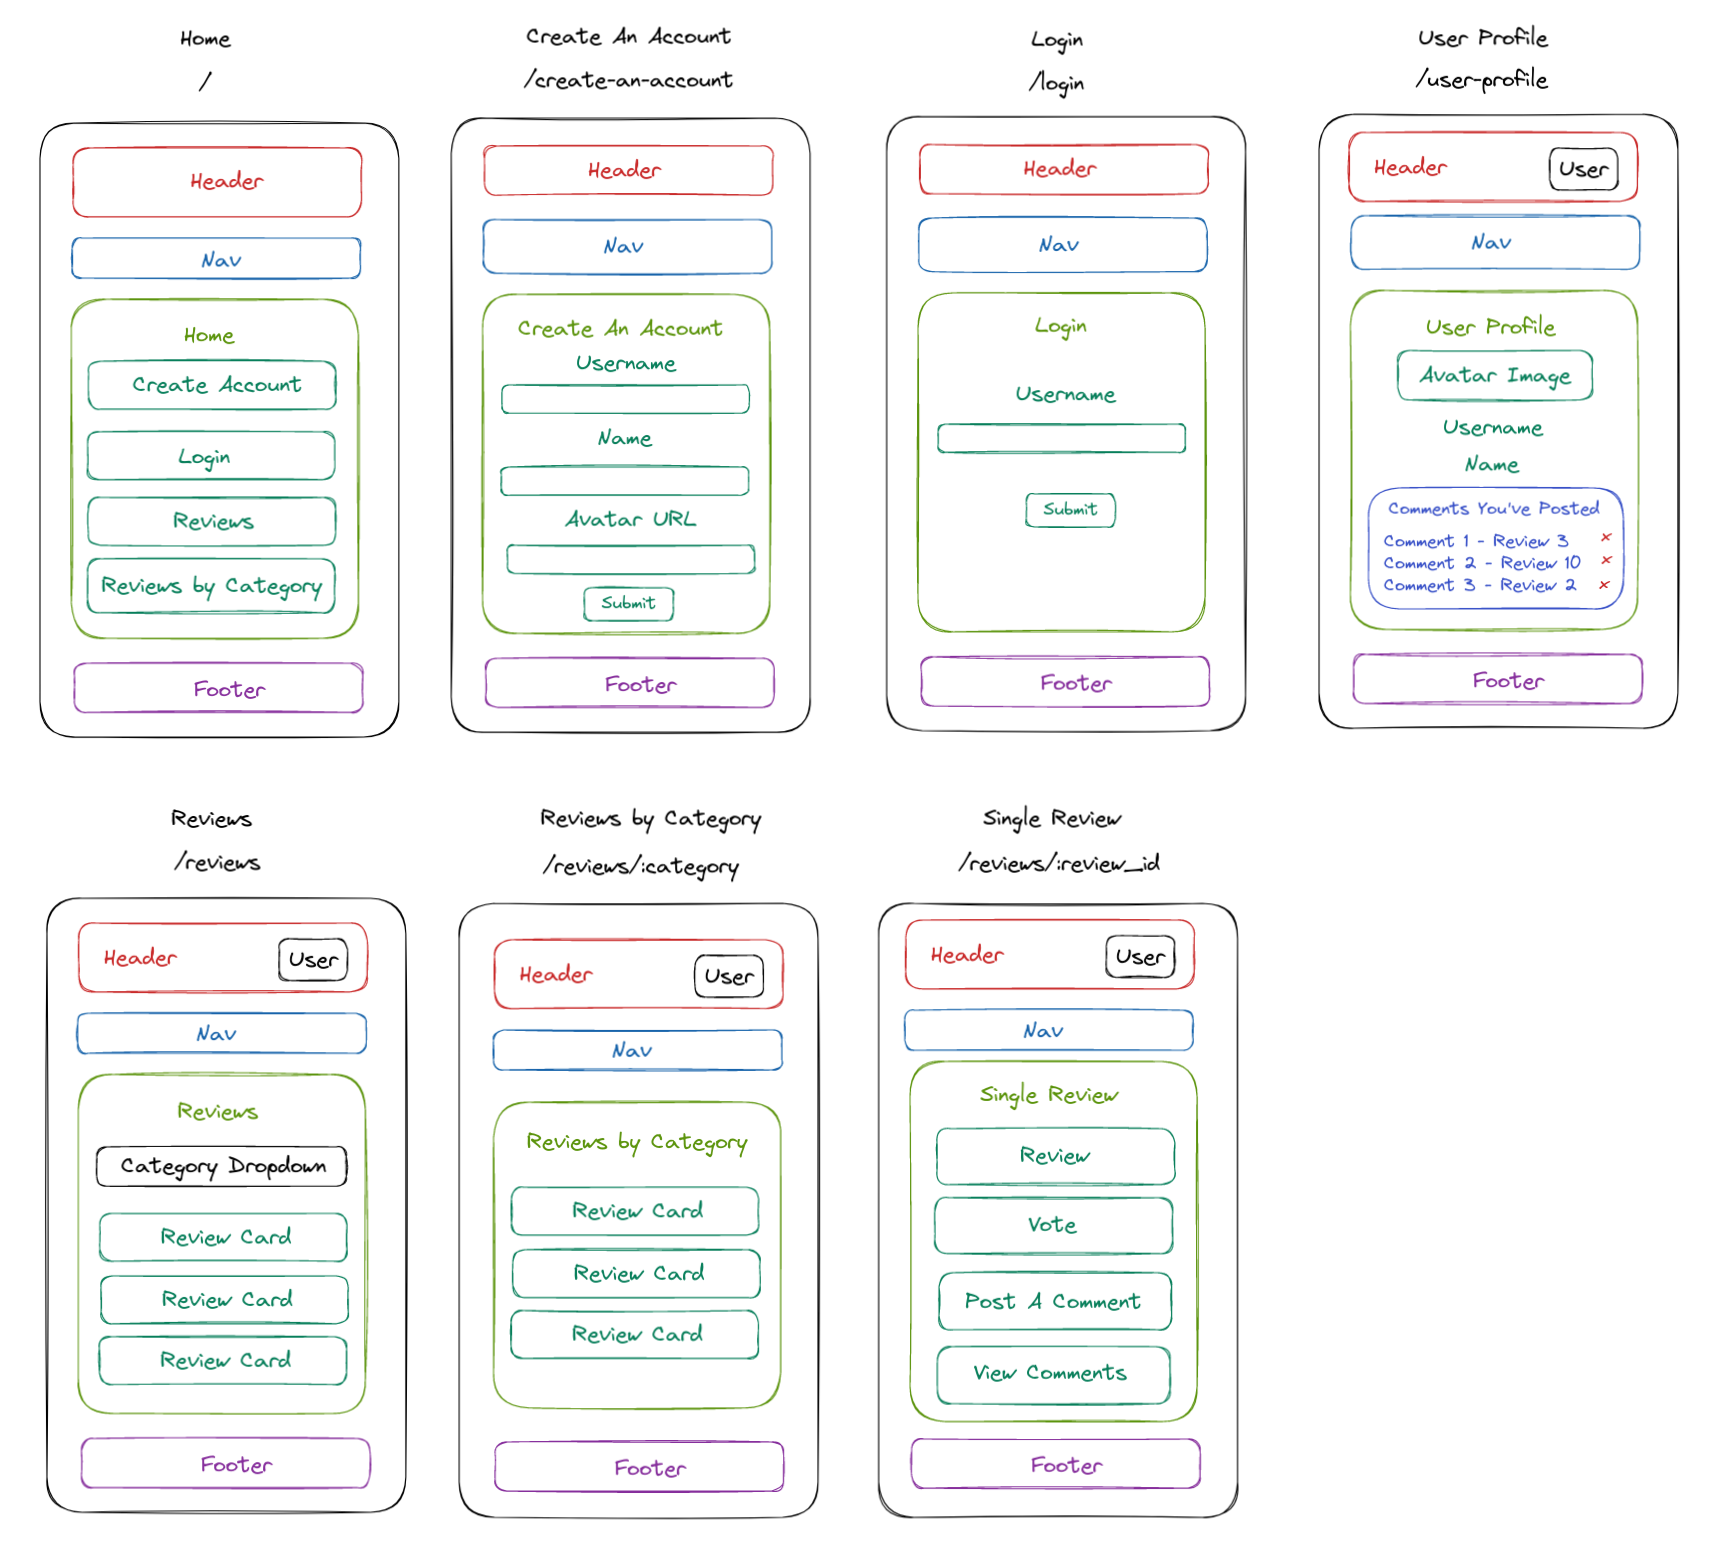 Home
/
Header
Nav
Home
Create Account
Login
Reviews
Reviews by Category
Footer
Create An Account
/create-an-account
Header
Nav
Create An Account
Username
Name
Avatar URL
Submit
Footer
Login
/login
Header
Nav
Login
Username
Submit
Footer
User Profile
/user-profile
Header
User
Nav
User Profile
Avatar Image
Username
Name
Comments You've Posted
Comment 1 - Review 3 ×
Comment 2 - Review 10 ×
Comment 3 - Review 2 ×
Footer
Reviews
/reviews
Header
User
Nav
Reviews
Category Dropdown
Review Card
Review Card
Review Card
Footer
Reviews by Category
/reviews/:category
Header
User
Nav
Reviews by Category
Review Card
Review Card
Review Card
Footer
Single Review
/reviews/:review_id
Header
User
Nav
Single Review
Review
Vote
Post A Comment
View Comments
Footer